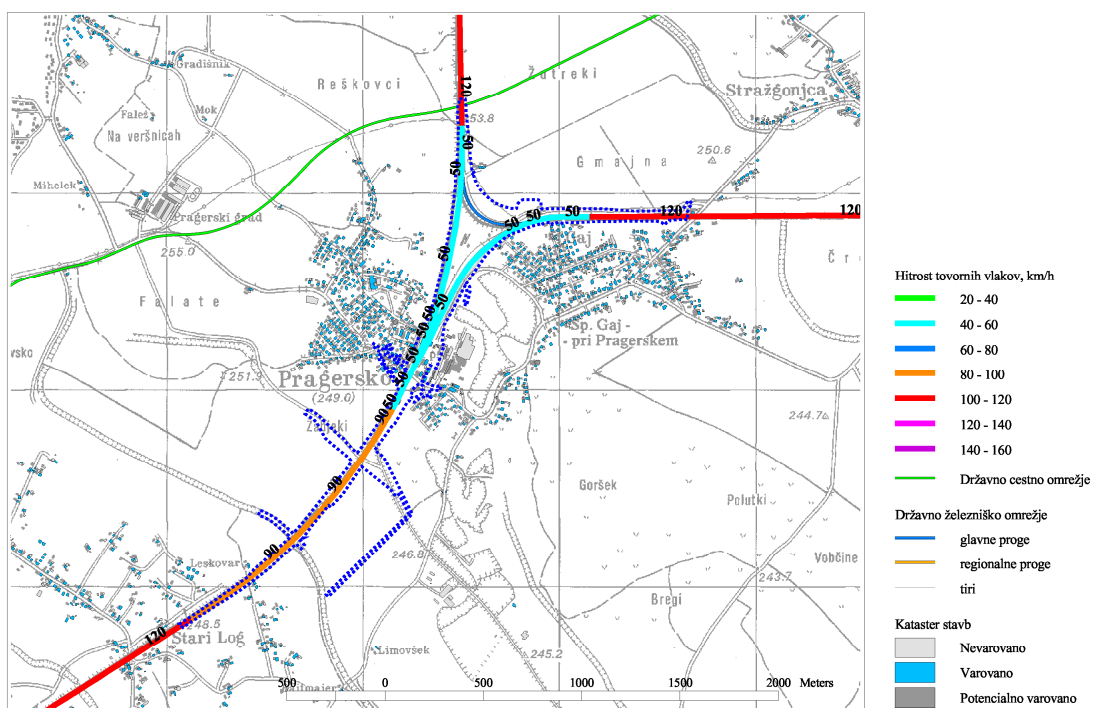 Gradišnik
Reškovci
Žutreki
120
Stražgonjca
Falež
Mok
53.8
Na veršnicah
50
Gmajna
250.6
50
Mihelek
Pragerski grad
50
50
50
120
120
255.0
50
Gaj
Falate
50
50
Sp. Gaj -
- pri Pragerskem
vsko
50
50
251.9
Pragersko
50
(249.0)
50
90
244.7
90
Goršek
Polutki
90
246.8
Leskovar
Vobčine
243.7
Bregi
248.5
120
Stari Log
Limovšek
245.2
500 0 500 1000 1500 2000 Meters
Hitrost tovornih vlakov, km/h
20 - 40
40 - 60
60 - 80
80 - 100
100 - 120
120 - 140
140 - 160
Državno cestno omrežje
Državno železniško omrežje
glavne proge
regionalne proge
tiri
Kataster stavb
Nevarovano
Varovano
Potencialno varovano